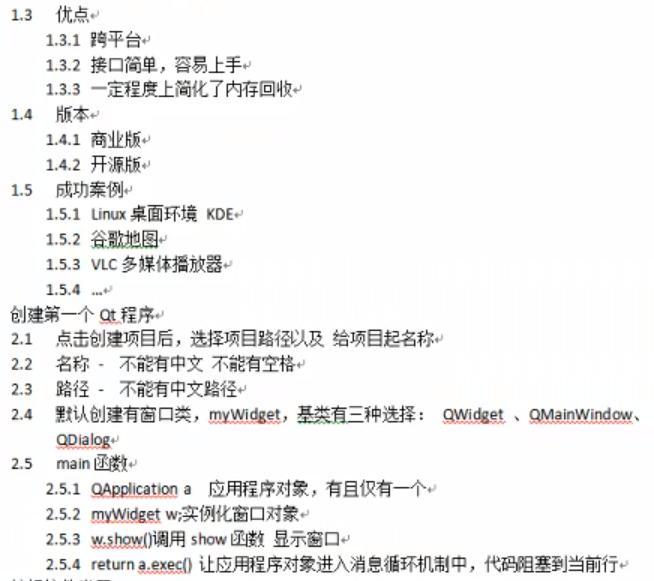 1.3 优点
1.3.1 跨平台
1.3.2 接口简单，容易上手
1.3.3 一定程度上简化了内存回收
1.4 版本
1.4.1 商业版
1.4.2 开源版
1.5 成功案例
1.5.1 Linux 桌面环境 KDE
1.5.2 谷歌地图
1.5.3 VLC 多媒体播放器
1.5.4 ...
创建第一个 Qt 程序
2.1 点击创建项目后，选择项目路径以及 给项目起名称
2.2 名称 - 不能有中文 不能有空格
2.3 路径 - 不能有中文路径
2.4 默认创建有窗口类，myWidget，基类有三种选择： QWidget 、QMainWindow、
QDialog
2.5 main 函数
2.5.1 QApplication a 应用程序对象，有且仅有一个
2.5.2 myWidget w;实例化窗口对象
2.5.3 w.show()调用 show 函数 显示窗口
2.5.4 return a.exec() 让应用程序对象进入消息循环机制中，代码阻塞到当前行